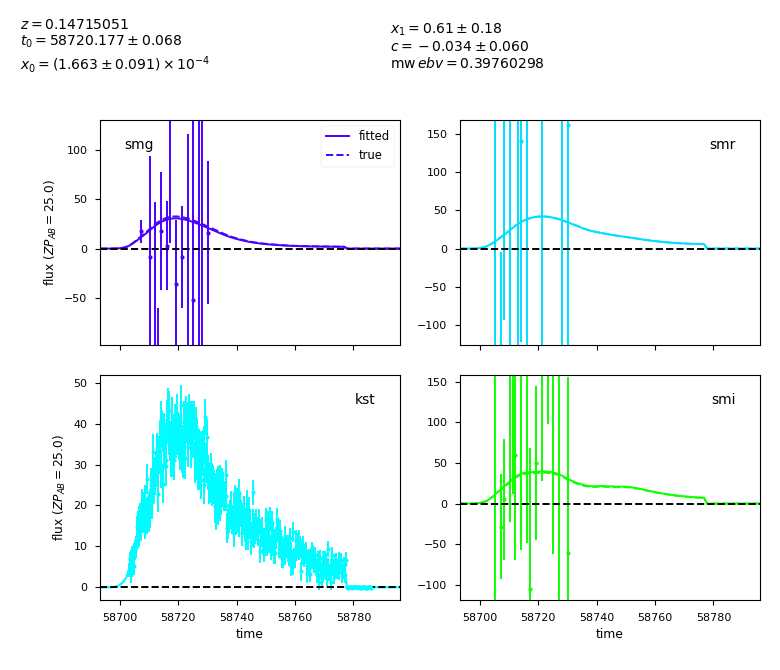 z = 0.14715051
t₀ = 58720.177 ± 0.068
x₀ = (1.663 ± 0.091) × 10⁻⁴
x₁ = 0.61 ± 0.18
c = −0.034 ± 0.060
mw ebv = 0.39760298
smg
fitted
true
100
50
0
−50
flux (ZP_AB = 25.0)
smr
150
100
50
0
−50
−100
kst
50
40
30
20
10
0
flux (ZP_AB = 25.0)
58700 58720 58740 58760 58780
time
smi
150
100
50
0
−50
−100
58700 58720 58740 58760 58780
time